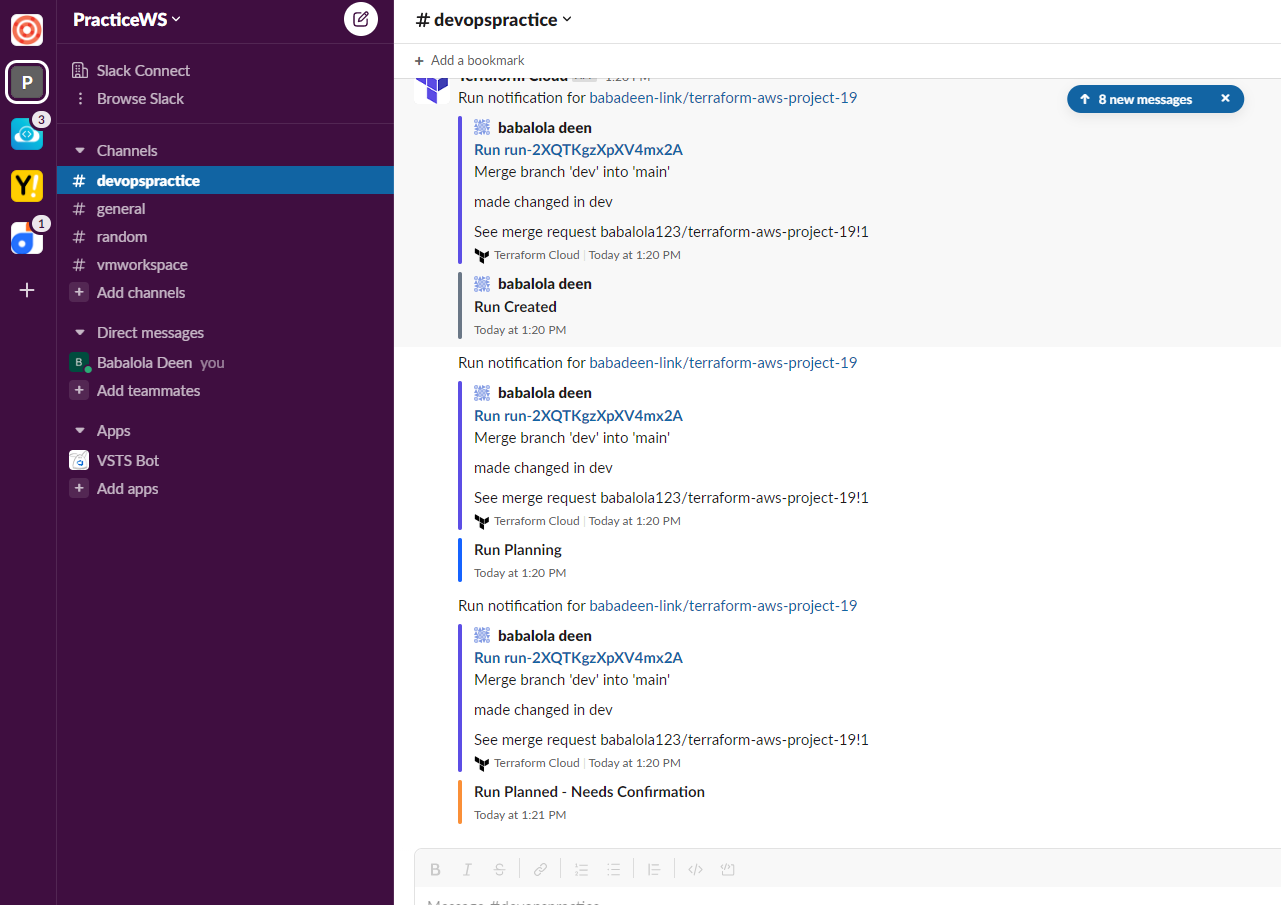 PracticeWS
P
3
Y!
1
Slack Connect
Browse Slack
Channels
# devopspractice
# general
# random
# vmworkspace
+ Add channels
Direct messages
B Babalola Deen you
+ Add teammates
Apps
VSTS Bot
+ Add apps
# devopspractice
+ Add a bookmark
8 new messages
Terraform Cloud 1:20 PM
Run notification for babadeen-link/terraform-aws-project-19
babalola deen
Run run-2XQTKgzXpXV4mx2A
Merge branch 'dev' into 'main'
made changed in dev
See merge request babalola123/terraform-aws-project-19!1
Terraform Cloud | Today at 1:20 PM
babalola deen
Run Created
Today at 1:20 PM
Run notification for babadeen-link/terraform-aws-project-19
babalola deen
Run run-2XQTKgzXpXV4mx2A
Merge branch 'dev' into 'main'
made changed in dev
See merge request babalola123/terraform-aws-project-19!1
Terraform Cloud | Today at 1:20 PM
Run Planning
Today at 1:20 PM
Run notification for babadeen-link/terraform-aws-project-19
babalola deen
Run run-2XQTKgzXpXV4mx2A
Merge branch 'dev' into 'main'
made changed in dev
See merge request babalola123/terraform-aws-project-19!1
Terraform Cloud | Today at 1:20 PM
Run Planned - Needs Confirmation
Today at 1:21 PM
B I S
Message #devopspractice